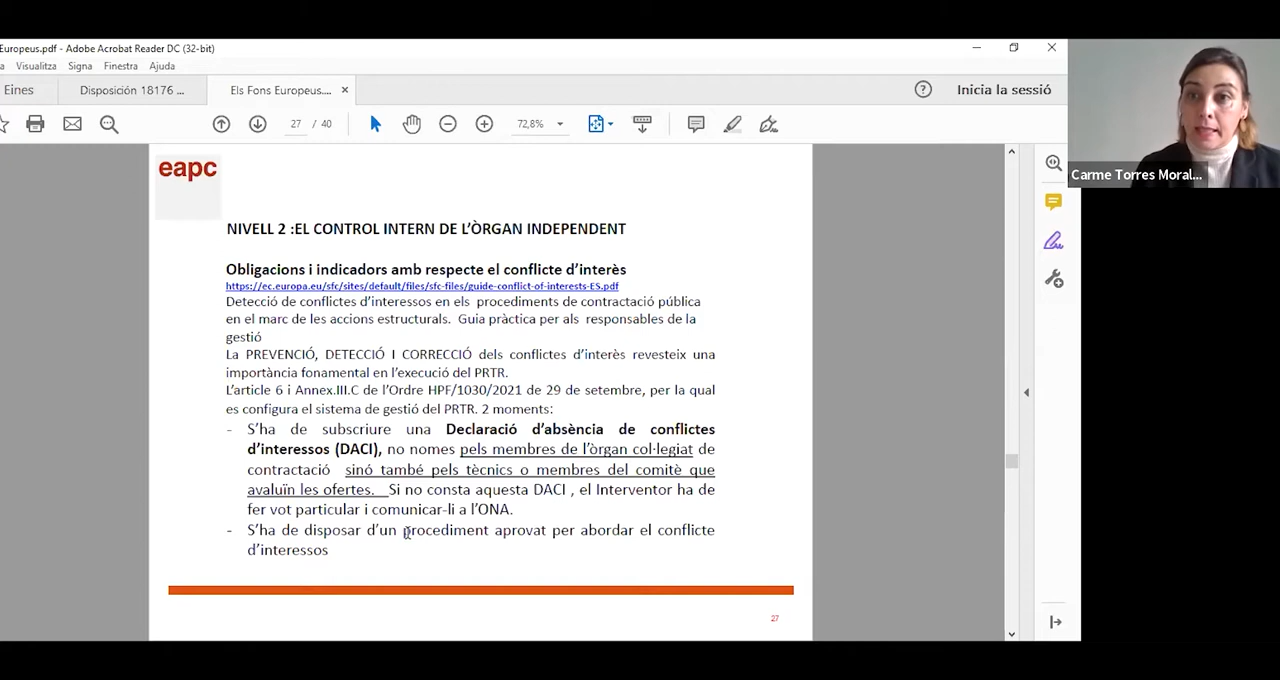 Europeus.pdf - Adobe Acrobat Reader DC (32-bit)
a Visualitza Signa Finestra Ajuda
Eines
Disposición 18176 ...
Els Fons Europeus....
Inicia la sessió
27 / 40
72,8%
Carme Torres Moral...
eapc
NIVELL 2 :EL CONTROL INTERN DE L’ÒRGAN INDEPENDENT
Obligacions i indicadors amb respecte el conflicte d’interès
https://ec.europa.eu/sfc/sites/default/files/sfc-files/guide-conflict-of-interests-ES.pdf
Detecció de conflictes d’interessos en els procediments de contractació pública
en el marc de les accions estructurals. Guia pràctica per als responsables de la
gestió
La PREVENCIÓ, DETECCIÓ I CORRECCIÓ dels conflictes d’interès revesteix una
importància fonamental en l’execució del PRTR.
L’article 6 i Annex.III.C de l’Ordre HPF/1030/2021 de 29 de setembre, per la qual
es configura el sistema de gestió del PRTR. 2 moments:
- S’ha de subscriure una Declaració d’absència de conflictes
d’interessos (DACI), no nomes pels membres de l’òrgan col·legiat de
contractació sinó també pels tècnics o membres del comitè que
avaluïn les ofertes. Si no consta aquesta DACI , el Interventor ha de
fer vot particular i comunicar-li a l’ONA.
- S’ha de disposar d’un procediment aprovat per abordar el conflicte
d’interessos
27